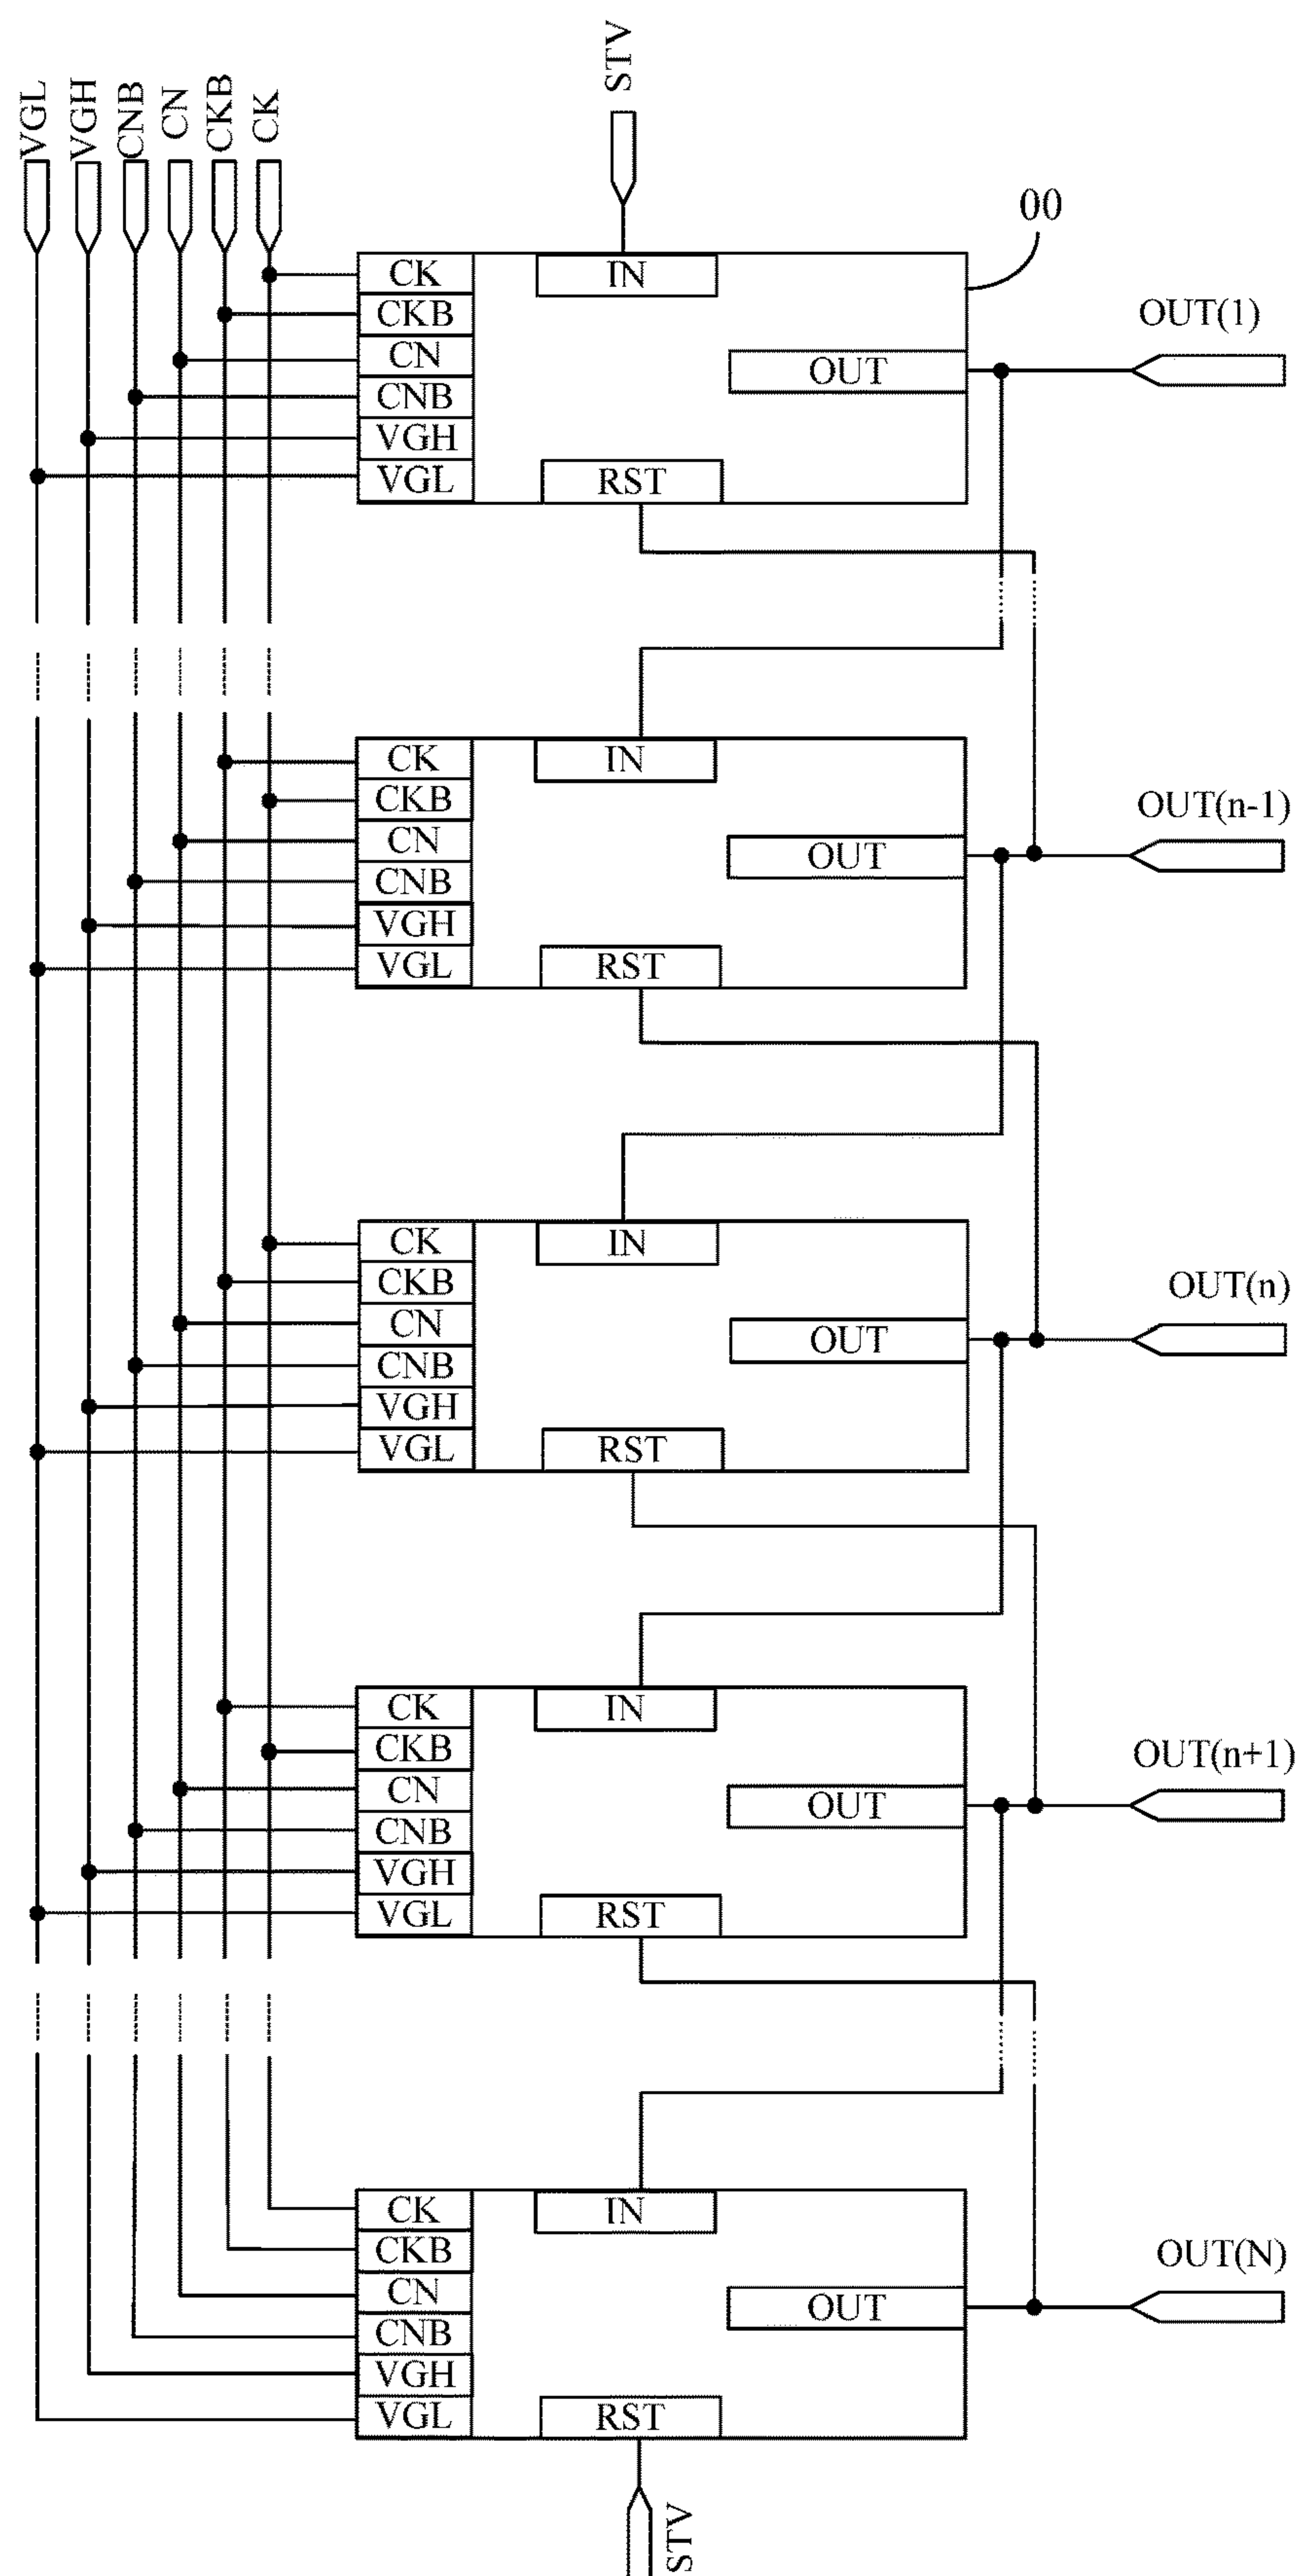 STV
VGL
VGH
CNB
CN
CKB
CK
00
CK
IN
CKB
OUT(1)
CN
OUT
CNB
VGH
VGL
RST
CK
IN
CKB
OUT(n-1)
CN
OUT
CNB
VGH
VGL
RST
CK
IN
CKB
OUT(n)
CN
OUT
CNB
VGH
VGL
RST
CK
IN
CKB
OUT(n+1)
CN
OUT
CNB
VGH
VGL
RST
CK
IN
CKB
OUT(N)
CN
OUT
CNB
VGH
VGL
RST
STV